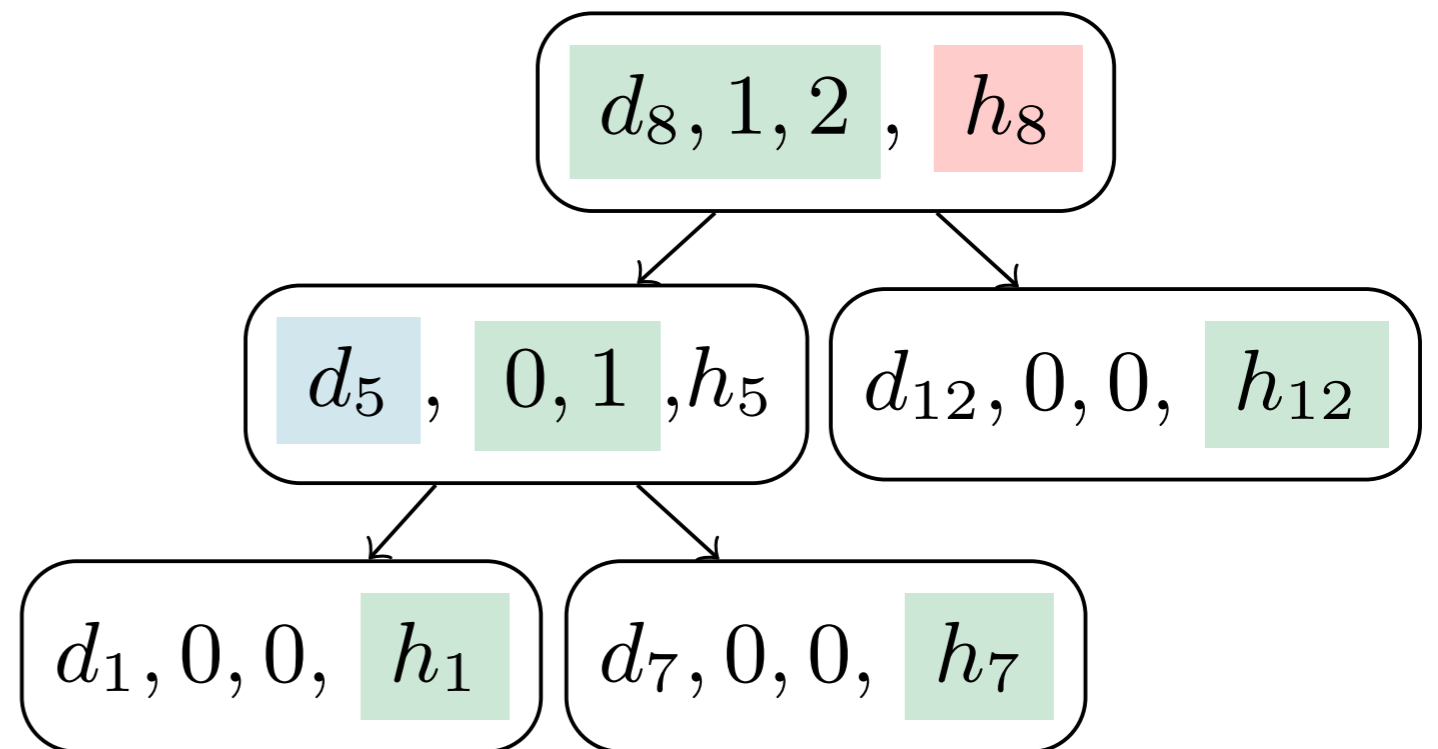 d₈, 1, 2, h₈
d₅, 0, 1, h₅
d₁₂, 0, 0, h₁₂
d₁, 0, 0, h₁
d₇, 0, 0, h₇